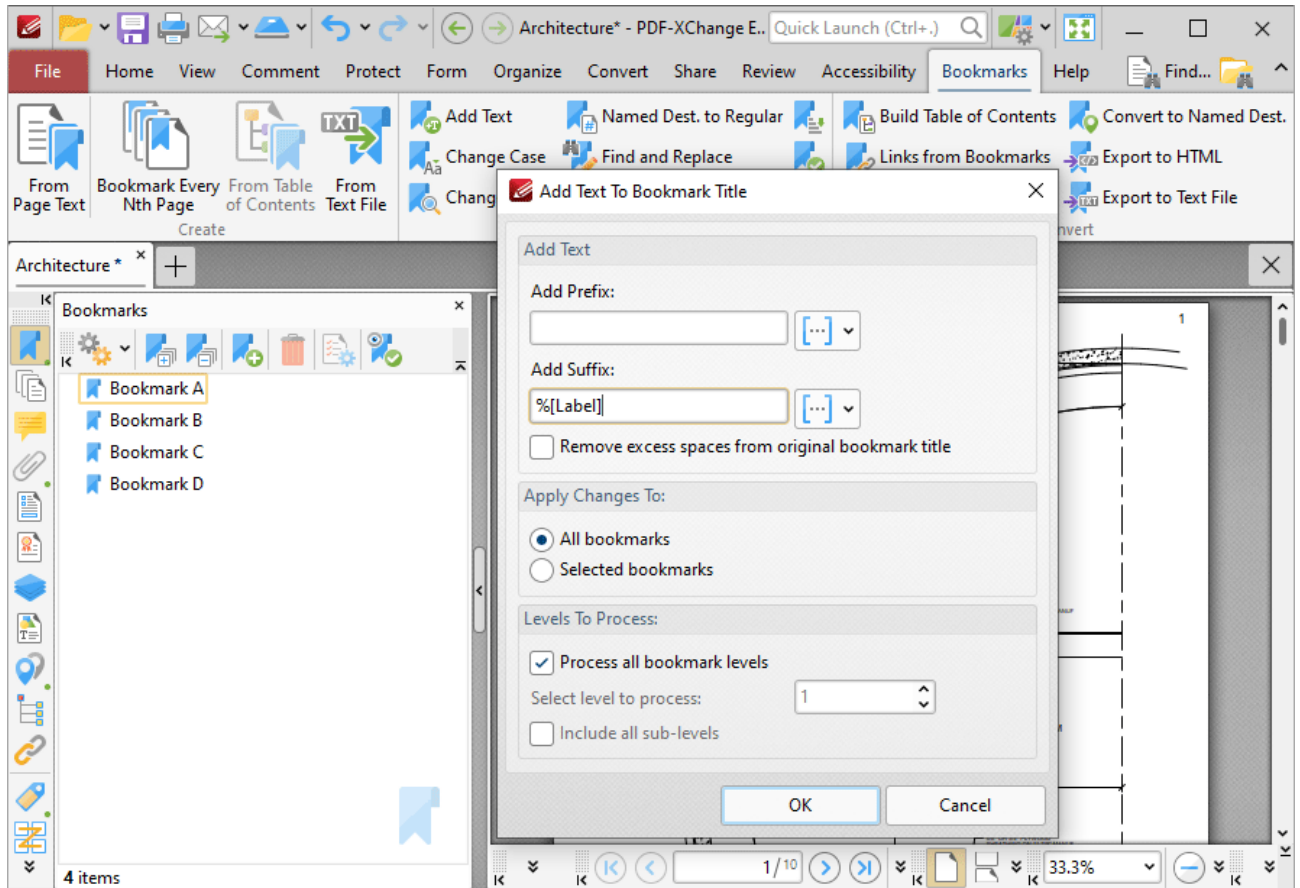 Architecture* - PDF-XChange E..
Quick Launch (Ctrl+.)
File Home View Comment Protect Form Organize Convert Share Review Accessibility Bookmarks Help Find...
From Page Text
Bookmark Every Nth Page
From Table of Contents
From Text File
TXT
Create
Add Text
Named Dest. to Regular
Build Table of Contents
Convert to Named Dest.
Aä Change Case
Find and Replace
Links from Bookmarks
Export to HTML
TXT Export to Text File
Architecture *
Bookmarks
Bookmark A
Bookmark B
Bookmark C
Bookmark D
4 items
Add Text To Bookmark Title
Add Text
Add Prefix:
Add Suffix:
%[Label]
Remove excess spaces from original bookmark title
Apply Changes To:
All bookmarks
Selected bookmarks
Levels To Process:
Process all bookmark levels
Select level to process: 1
Include all sub-levels
OK Cancel
1
1/10
33.3%